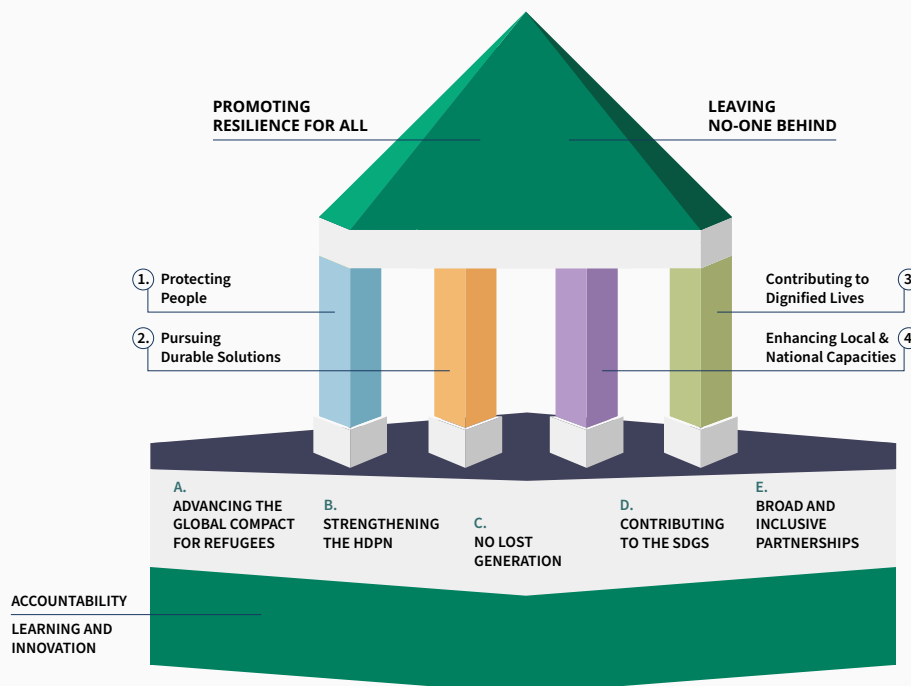 PROMOTING
RESILIENCE FOR ALL
LEAVING
NO-ONE BEHIND
1. Protecting
People
2. Pursuing
Durable Solutions
Contributing to 3
Dignified Lives
Enhancing Local & 4
National Capacities
A.
ADVANCING THE
GLOBAL COMPACT
FOR REFUGEES
B.
STRENGTHENING
THE HDPN
C.
NO LOST
GENERATION
D.
CONTRIBUTING
TO THE SDGS
E.
BROAD AND
INCLUSIVE
PARTNERSHIPS
ACCOUNTABILITY
LEARNING AND
INNOVATION